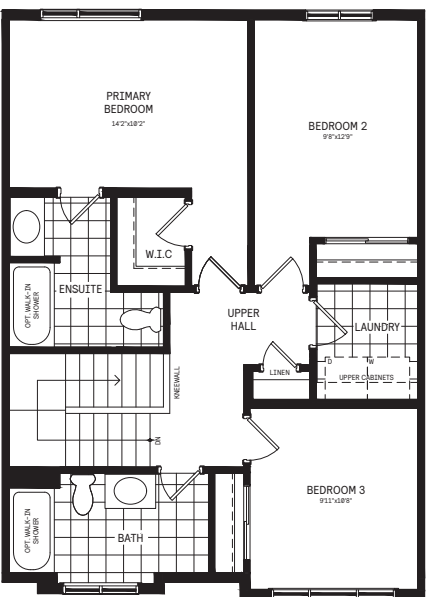 PRIMARY
BEDROOM
14'2"x10'2"
BEDROOM 2
9'8"x12'9"
W.I.C
OPT. WALK-IN
SHOWER
ENSUITE
UPPER
HALL
LAUNDRY
D W
UPPER CABINETS
LINEN
KNEEWALL
DN
BEDROOM 3
9'11"x10'8"
OPT. WALK-IN
SHOWER
BATH